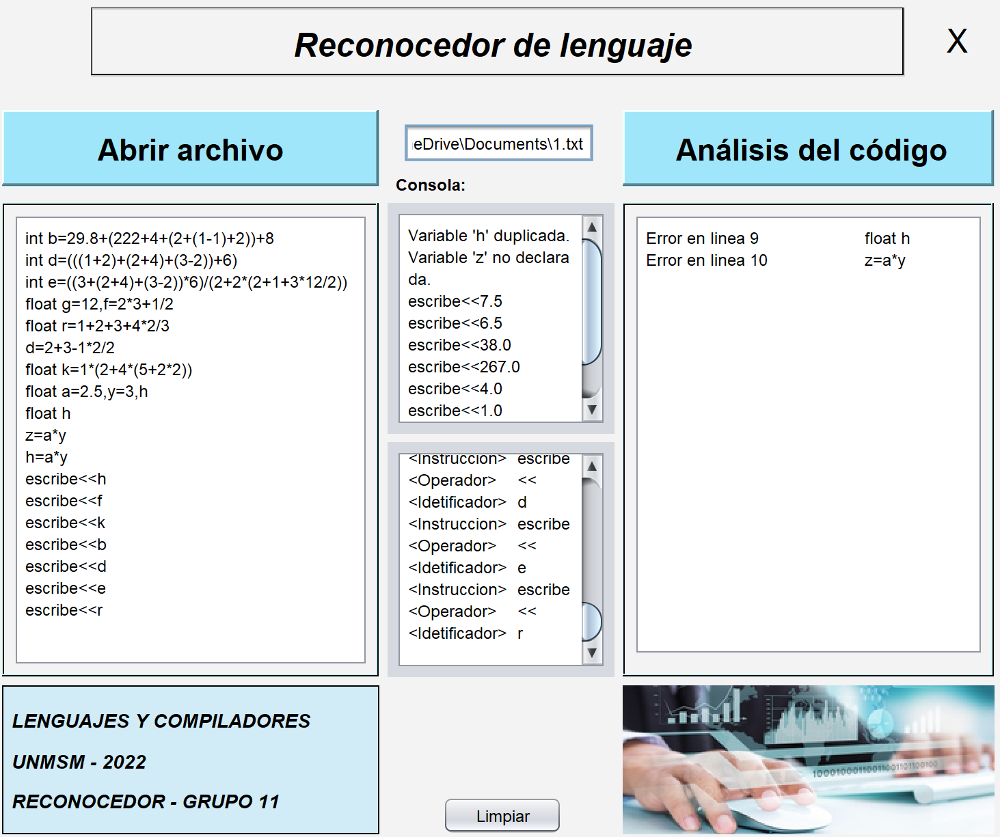 Reconocedor de lenguaje
X
Abrir archivo
eDrive\Documents\1.txt
Análisis del código
Consola:
int b=29.8+(222+4+(2+(1-1)+2))+8
int d=(((1+2)+(2+4)+(3-2))+6)
int e=((3+(2+4)+(3-2))*6)/(2+2*(2+1+3*12/2))
float g=12,f=2*3+1/2
float r=1+2+3+4*2/3
d=2+3-1*2/2
float k=1*(2+4*(5+2*2))
float a=2.5,y=3,h
float h
z=a*y
h=a*y
escribe<<h
escribe<<f
escribe<<k
escribe<<b
escribe<<d
escribe<<e
escribe<<r
Variable 'h' duplicada.
Variable 'z' no declara
da.
escribe<<7.5
escribe<<6.5
escribe<<38.0
escribe<<267.0
escribe<<4.0
escribe<<1.0
<Instruccion> escribe
<Operador> <<
<Idetificador> d
<Instruccion> escribe
<Operador> <<
<Idetificador> e
<Instruccion> escribe
<Operador> <<
<Idetificador> r
Error en linea 9 float h
Error en linea 10 z=a*y
LENGUAJES Y COMPILADORES
UNMSM - 2022
RECONOCEDOR - GRUPO 11
Limpiar